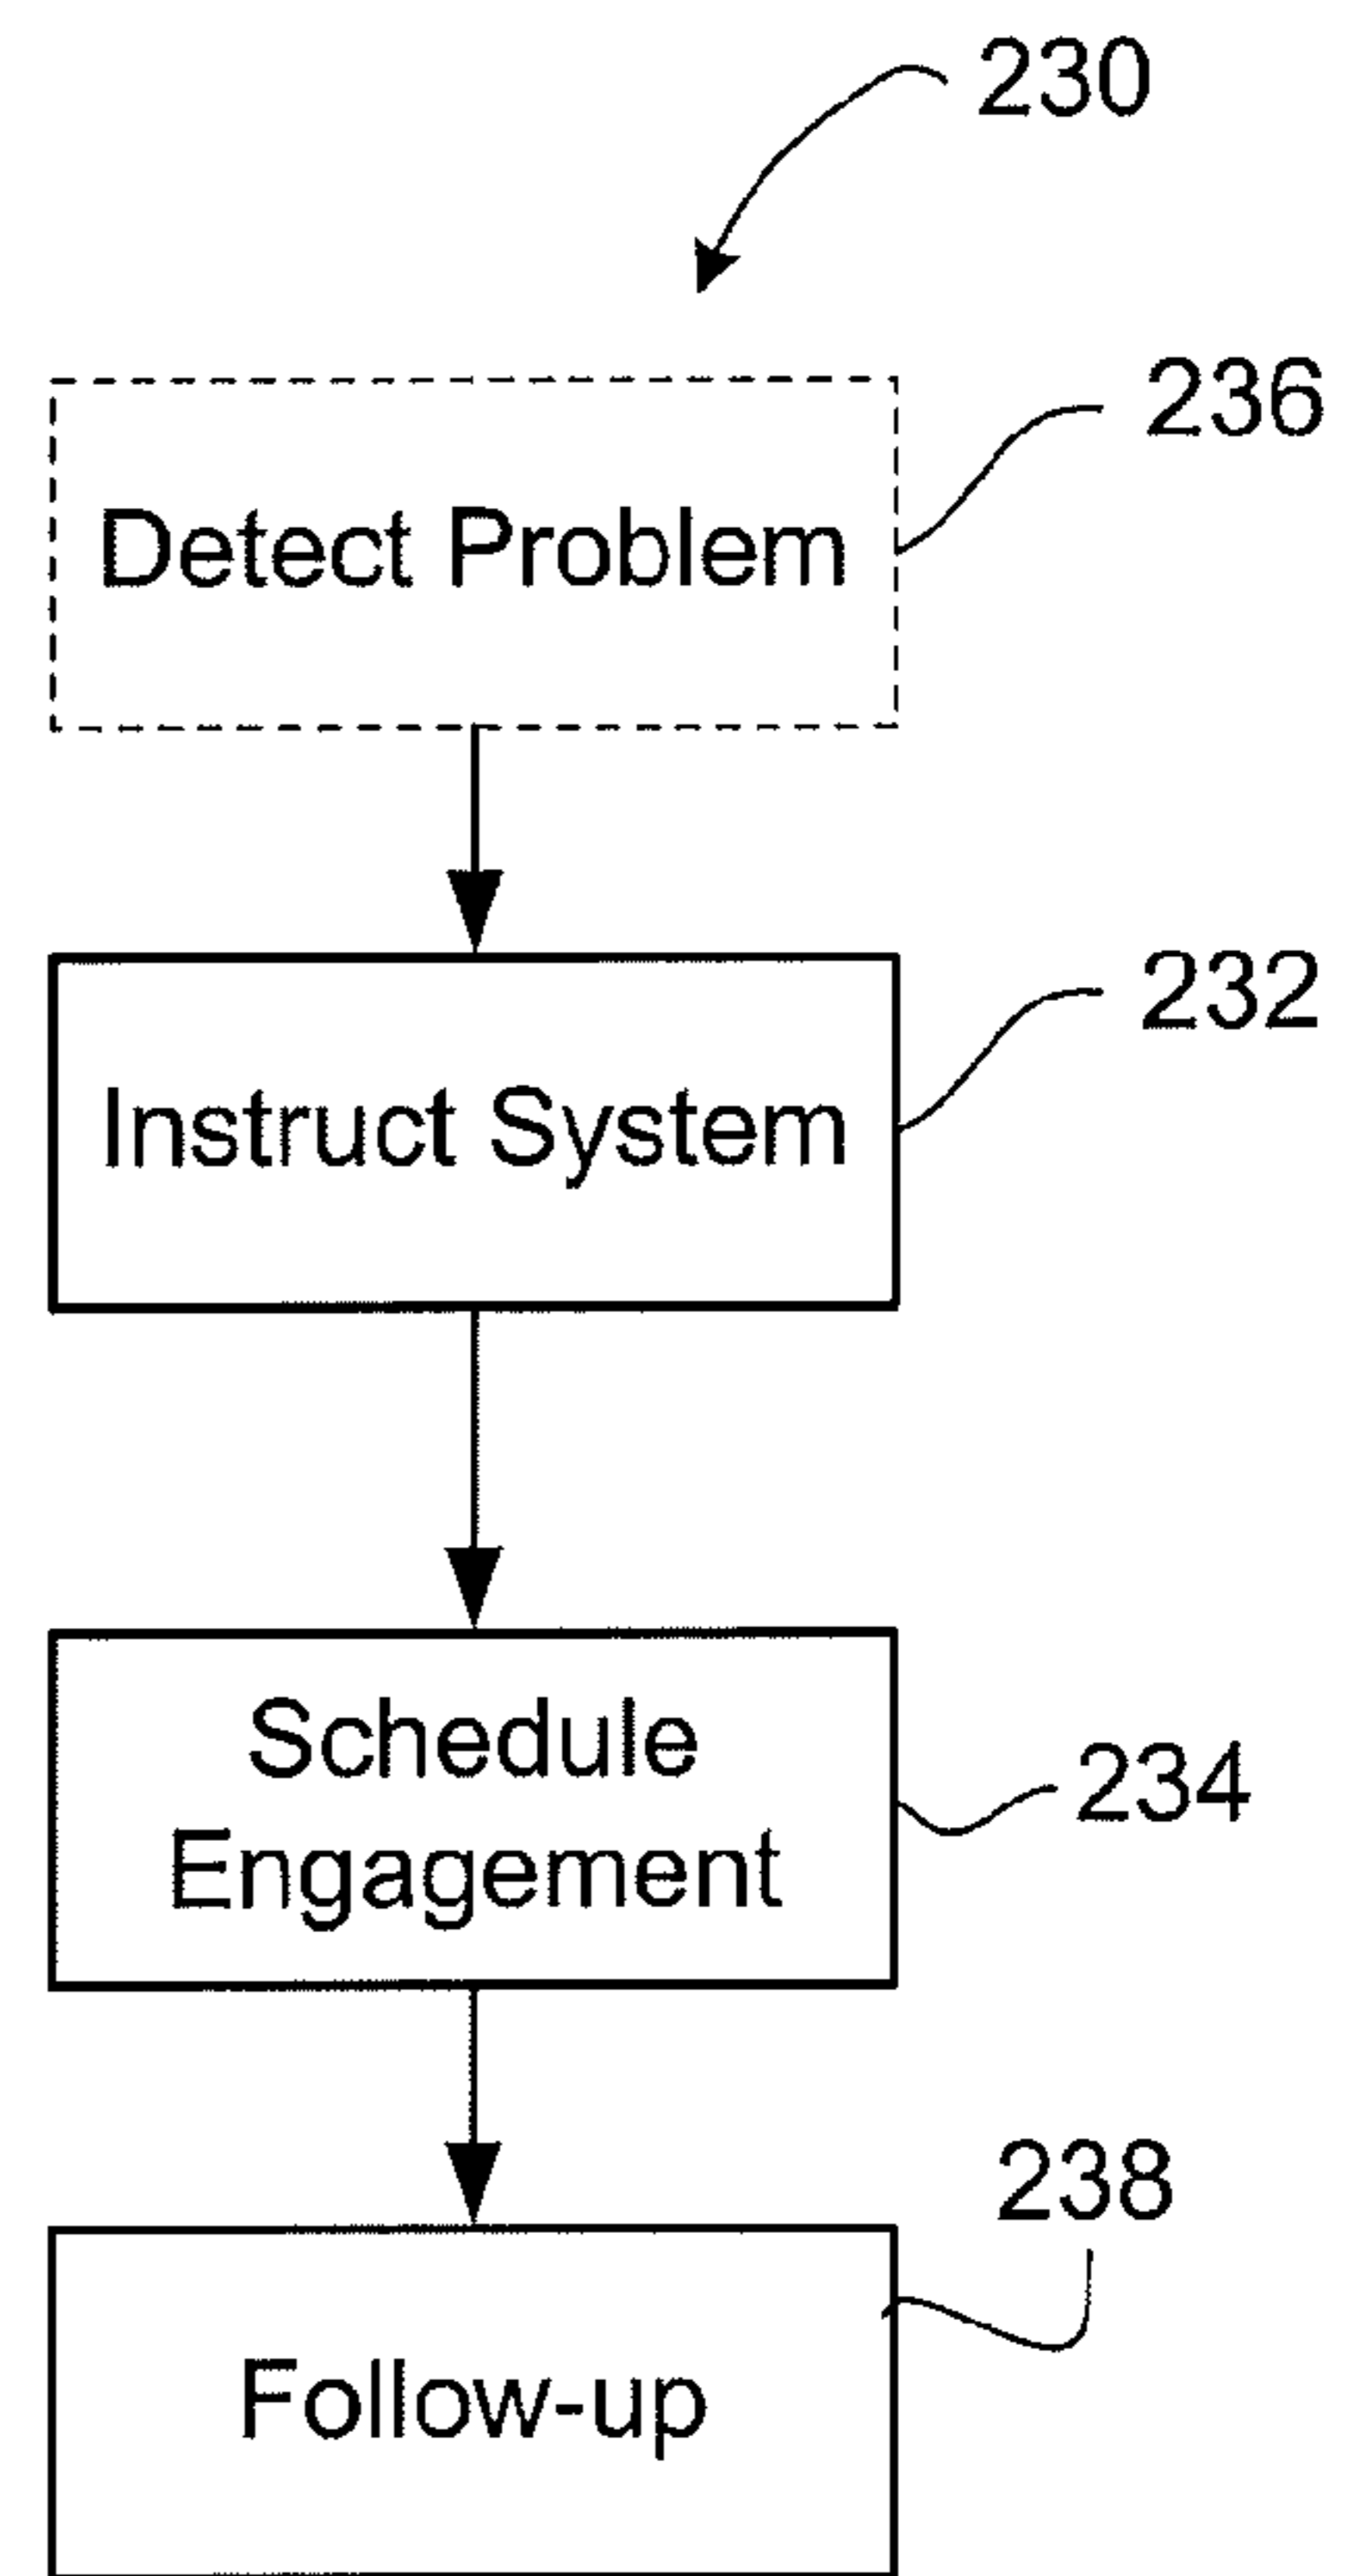 230
236
Detect Problem
232
Instruct System
Schedule
234
Engagement
238
Follow-up